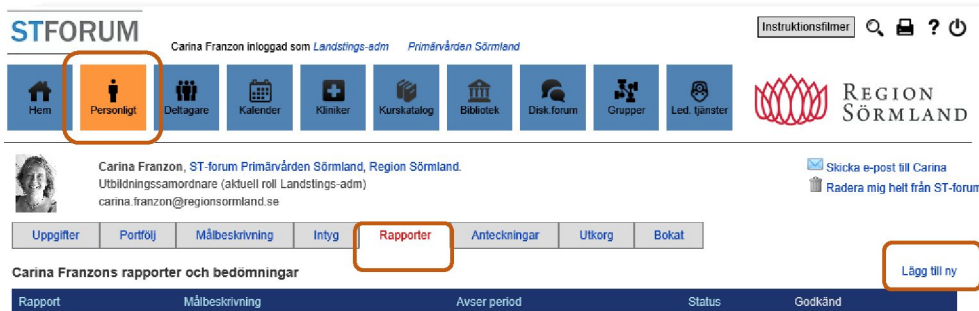 STFORUM
Carina Franzon inloggad som Landstings-adm Primärvården Sörmland
Instruktionsfilmer ?
Hem Personligt Deltagare Kalender Kliniker Kurskatalog Bibliotek Disk.forum Grupper Led. tjänster
REGION
SÖRMLAND
Carina Franzon, ST-forum Primärvården Sörmland, Region Sörmland.
Utbildningssamordnare (aktuell roll Landstings-adm)
carina.franzon@regionsormland.se
Skicka e-post till Carina
Radera mig helt från ST-forum
Uppgifter Portfölj Målbeskrivning Intyg Rapporter Anteckningar Utkorg Bokat
Carina Franzons rapporter och bedömningar
Lägg till ny
Rapport Målbeskrivning Avser period Status Godkänd